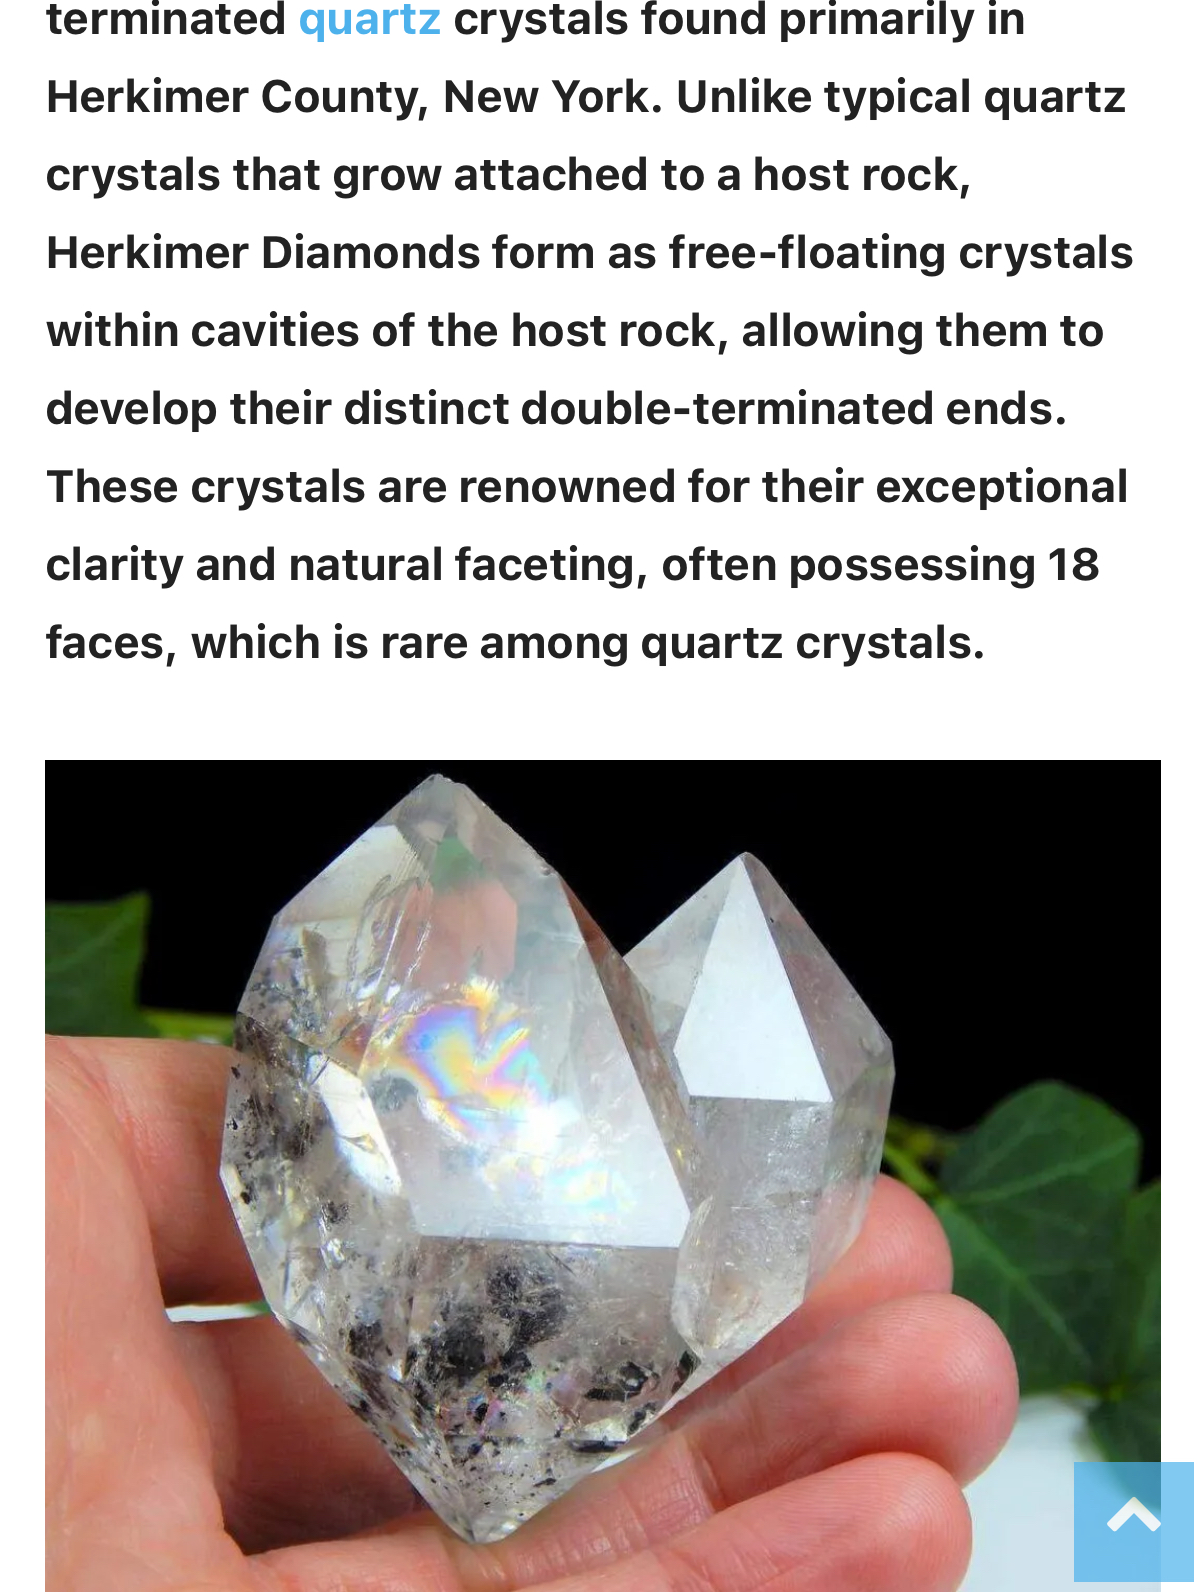 terminated quartz crystals found primarily in
Herkimer County, New York. Unlike typical quartz
crystals that grow attached to a host rock,
Herkimer Diamonds form as free-floating crystals
within cavities of the host rock, allowing them to
develop their distinct double-terminated ends.
These crystals are renowned for their exceptional
clarity and natural faceting, often possessing 18
faces, which is rare among quartz crystals.